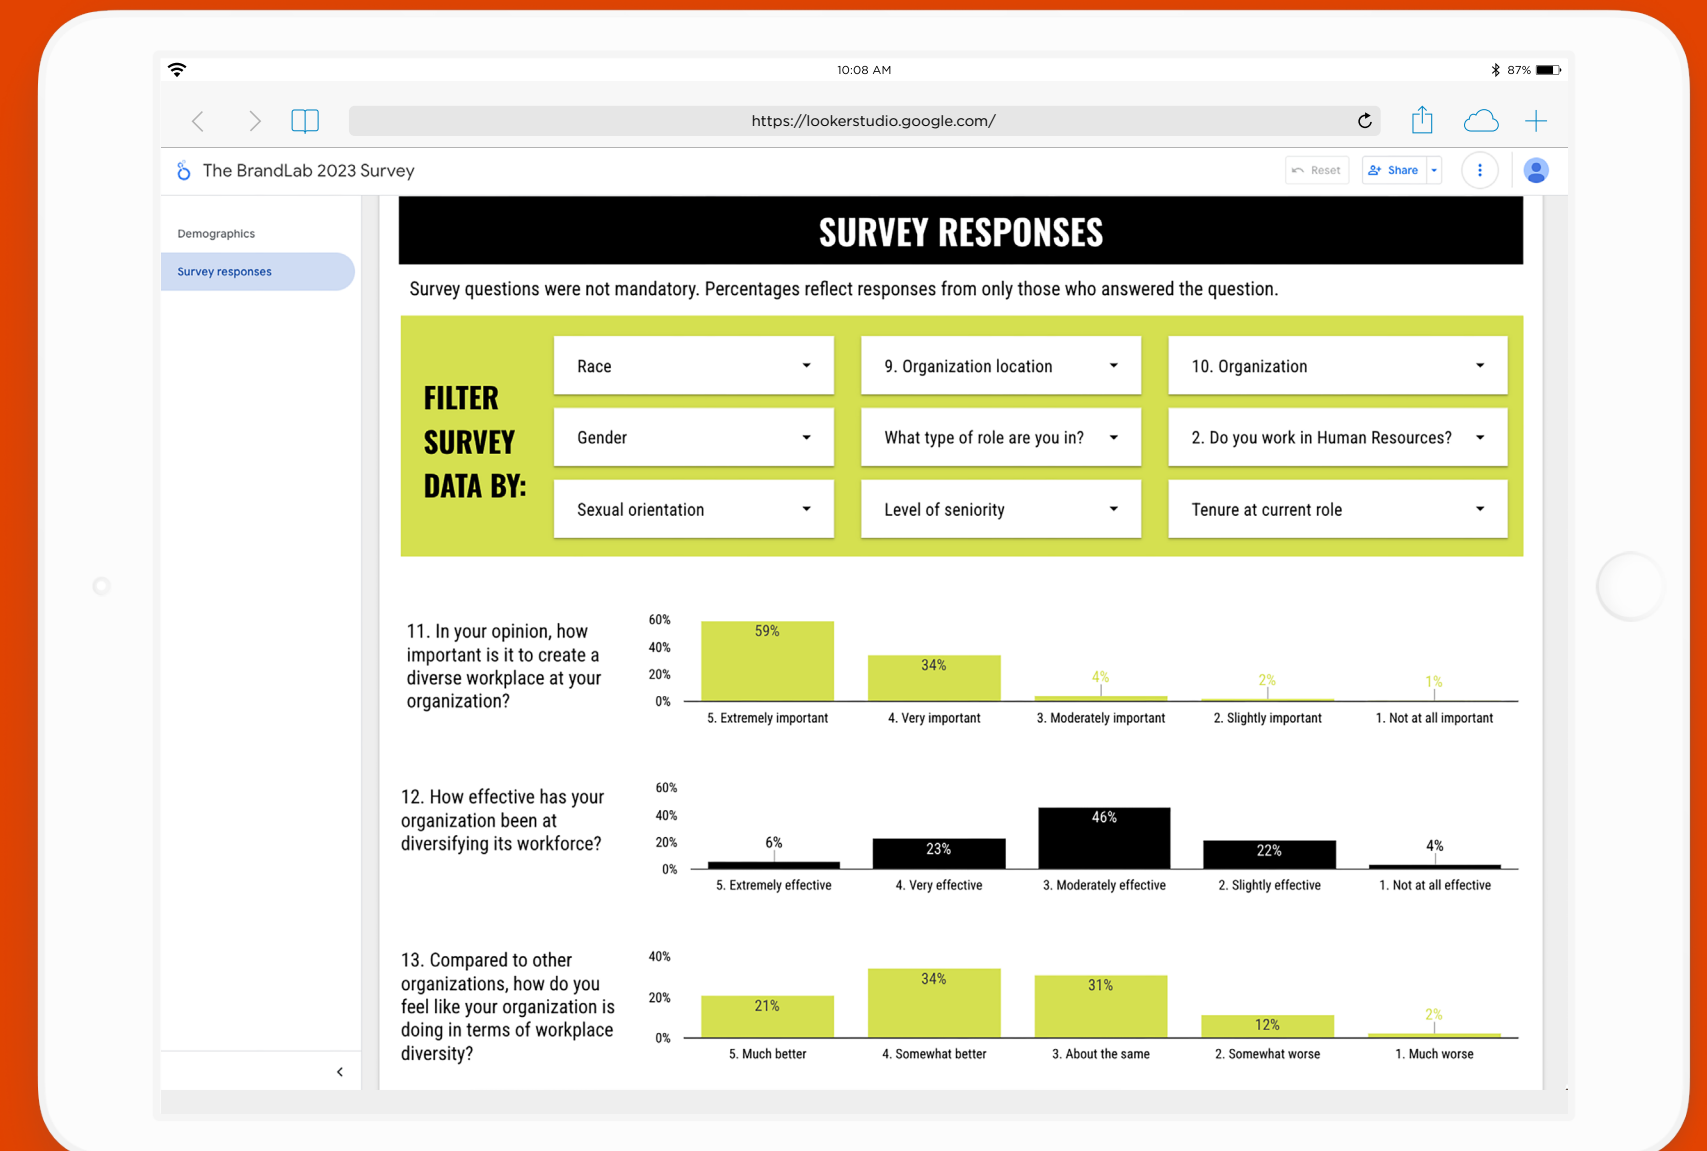 10:08 AM
87%
https://lookerstudio.google.com/
The BrandLab 2023 Survey
Reset
Share
Demographics
Survey responses
SURVEY RESPONSES
Survey questions were not mandatory. Percentages reflect responses from only those who answered the question.
FILTER
SURVEY
DATA BY:
Race
9. Organization location
10. Organization
Gender
What type of role are you in?
2. Do you work in Human Resources?
Sexual orientation
Level of seniority
Tenure at current role
11. In your opinion, how
important is it to create a
diverse workplace at your
organization?
60%
40%
20%
0%
59%
34%
4%
2%
1%
5. Extremely important
4. Very important
3. Moderately important
2. Slightly important
1. Not at all important
12. How effective has your
organization been at
diversifying its workforce?
60%
40%
20%
0%
6%
23%
46%
22%
4%
5. Extremely effective
4. Very effective
3. Moderately effective
2. Slightly effective
1. Not at all effective
13. Compared to other
organizations, how do you
feel like your organization is
doing in terms of workplace
diversity?
40%
20%
0%
21%
34%
31%
12%
2%
5. Much better
4. Somewhat better
3. About the same
2. Somewhat worse
1. Much worse